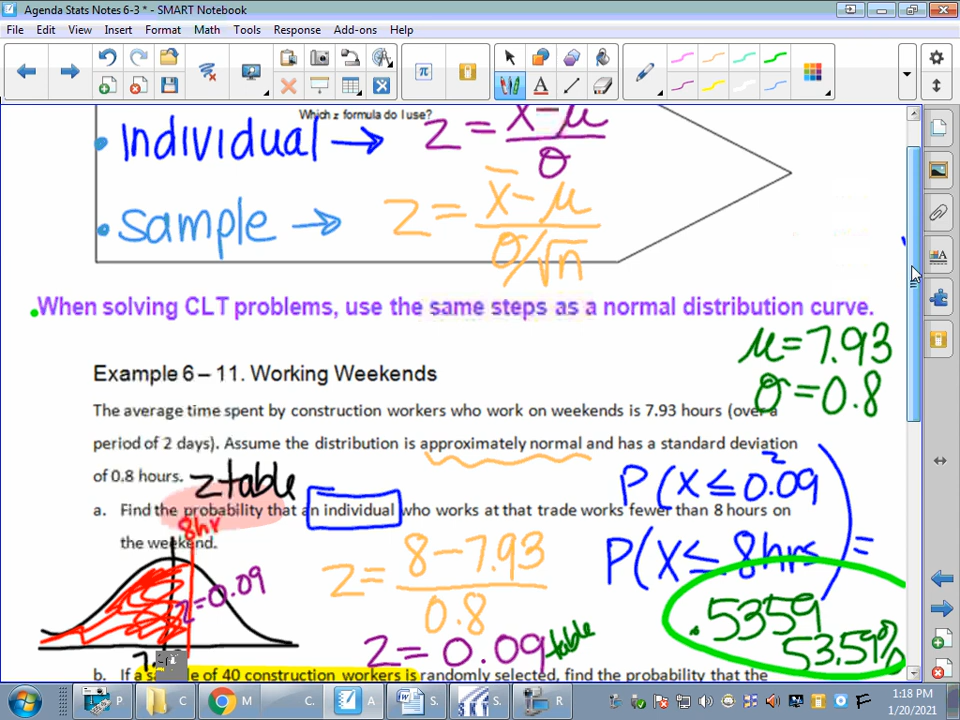 Agenda Stats Notes 6-3 * - SMART Notebook
File Edit View Insert Format Math Tools Response Add-ons Help
Which z formula do I use?
• Individual → z = x-μ/σ
• sample → z = x̄-μ/σ/√n
• When solving CLT problems, use the same steps as a normal distribution curve.
μ=7.93
σ=0.8
Example 6 – 11. Working Weekends
The average time spent by construction workers who work on weekends is 7.93 hours (over a
period of 2 days). Assume the distribution is approximately normal and has a standard deviation
of 0.8 hours.
z table
a. Find the probability that an individual who works at that trade works fewer than 8 hours on
the weekend.
P(X ≤ 0.09
P(X ≤ 8hrs) =
8hr
z=0.09
z= 8-7.93/0.8
z= 0.09 table
.5359
53.59%
b. If a sample of 40 construction workers is randomly selected, find the probability that the
1:18 PM
1/20/2021